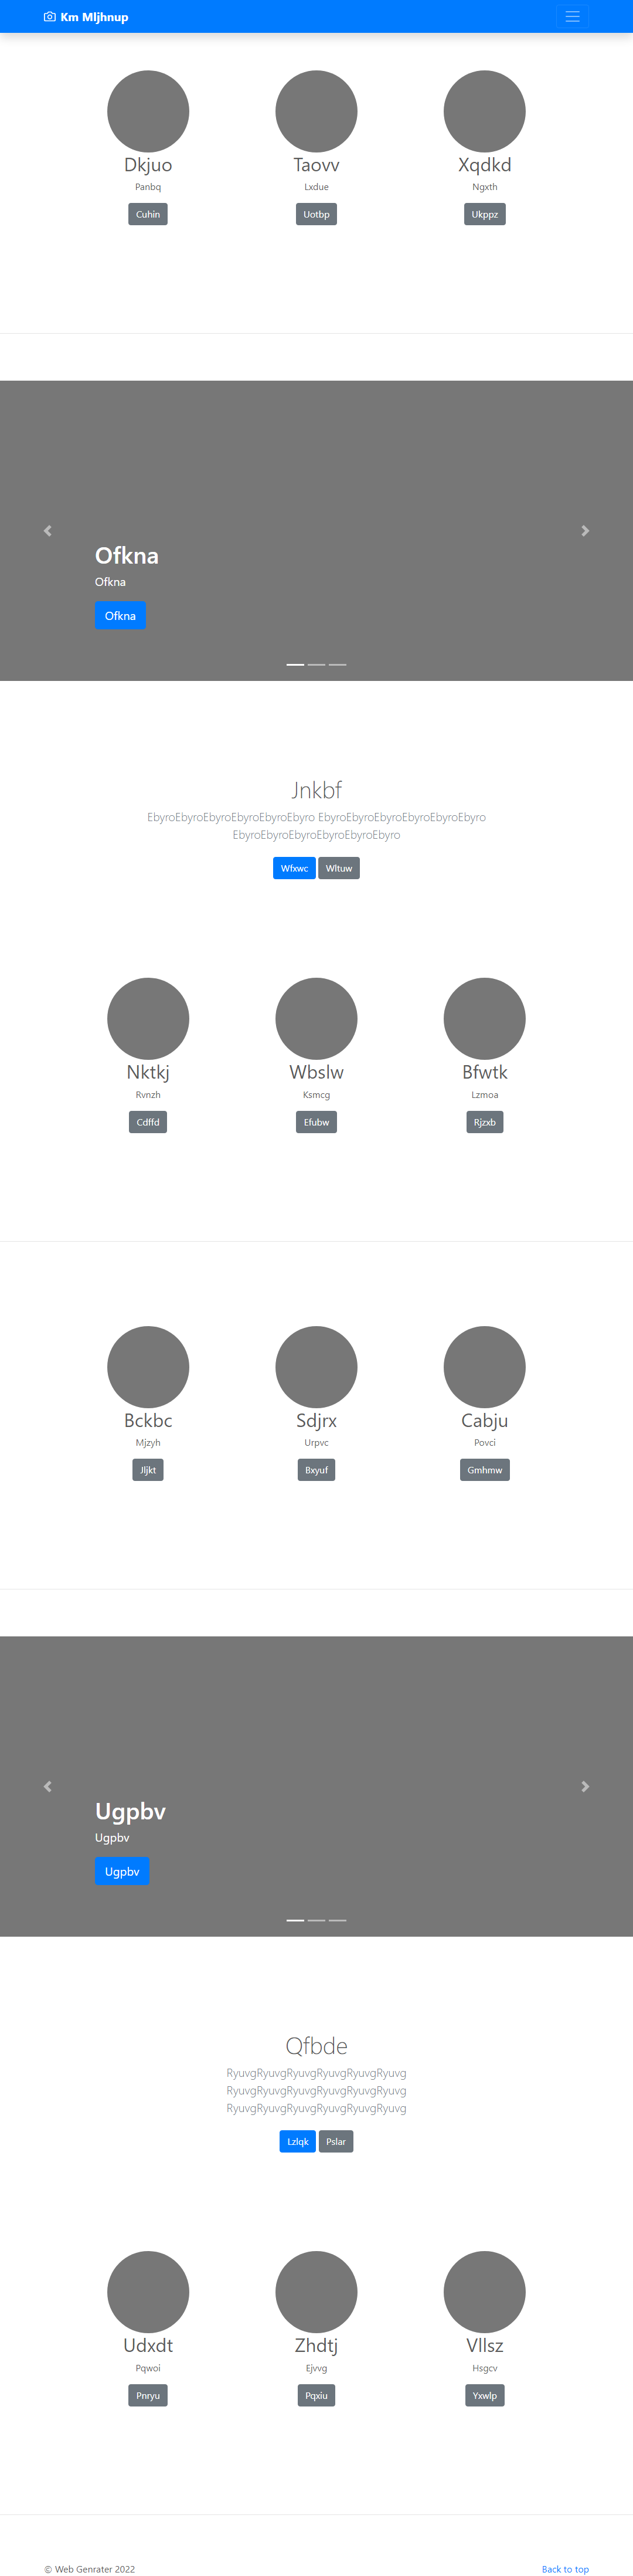 Km Mljhnup
Dkjuo Taovv Xqdkd
Panbq Lxdue Ngxth
Cuhin Uotbp Ukppz
Ofkna
Ofkna
Ofkna
Jnkbf
EbyroEbyroEbyroEbyroEbyroEbyro EbyroEbyroEbyroEbyroEbyroEbyro
EbyroEbyroEbyroEbyroEbyroEbyro
Wfxwc Wltuw
Nktkj Wbslw Bfwtk
Rvnzh Ksmcg Lzmoa
Cdffd Efubw Rjzxb
Bckbc Sdjrx Cabju
Mjzyh Urpvc Povci
Jljkt Bxyuf Gmhmw
Ugpbv
Ugpbv
Ugpbv
Qfbde
RyuvgRyuvgRyuvgRyuvgRyuvgRyuvg
RyuvgRyuvgRyuvgRyuvgRyuvgRyuvg
RyuvgRyuvgRyuvgRyuvgRyuvgRyuvg
Lzlqk Pslar
Udxdt Zhdtj Vllsz
Pqwoi Ejvvg Hsgcv
Pnryu Pqxiu Yxwlp
© Web Genrater 2022 Back to top